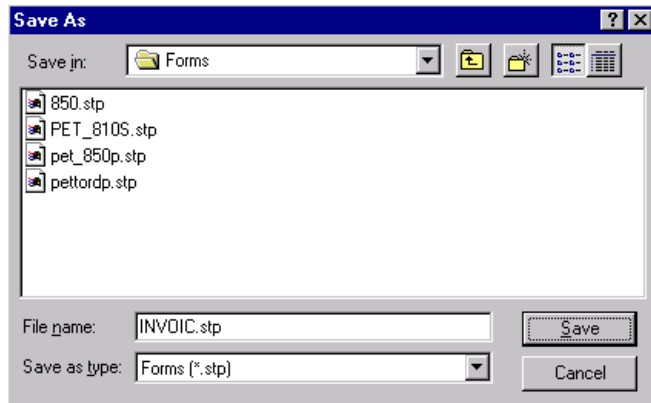 Save As
Save in: Forms
850.stp
PET_810S.stp
pet_850p.stp
pettordp.stp
File name: INVOIC.stp Save
Save as type: Forms (*.stp) Cancel